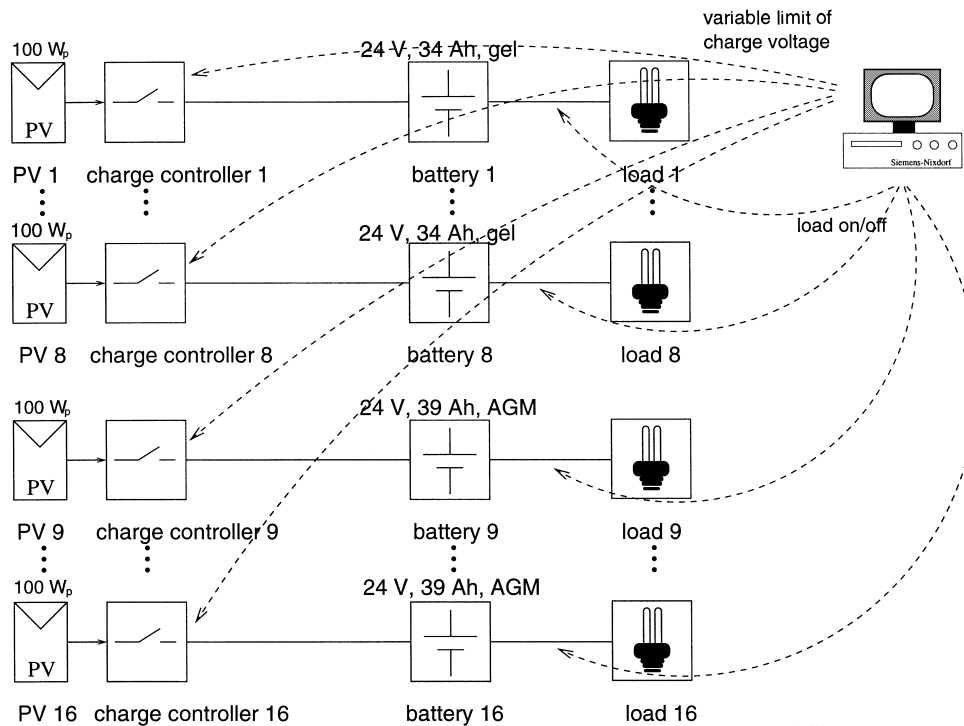 variable limit of
charge voltage
100 Wp
24 V, 34 Ah, gel
PV
Siemens-Nixdorf
PV 1
charge controller 1
battery 1
load 1
load on/off
100 Wp
24 V, 34 Ah, gel
PV
PV 8
charge controller 8
battery 8
load 8
100 Wp
24 V, 39 Ah, AGM
PV
PV 9
charge controller 9
battery 9
load 9
100 Wp
24 V, 39 Ah, AGM
PV
PV 16
charge controller 16
battery 16
load 16